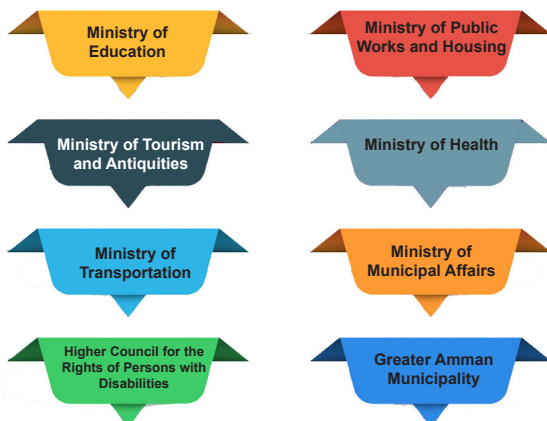 Ministry of
Education
Ministry of Public
Works and Housing
Ministry of Tourism
and Antiquities
Ministry of Health
Ministry of
Transportation
Ministry of
Municipal Affairs
Higher Council for the
Rights of Persons with
Disabilities
Greater Amman
Municipality